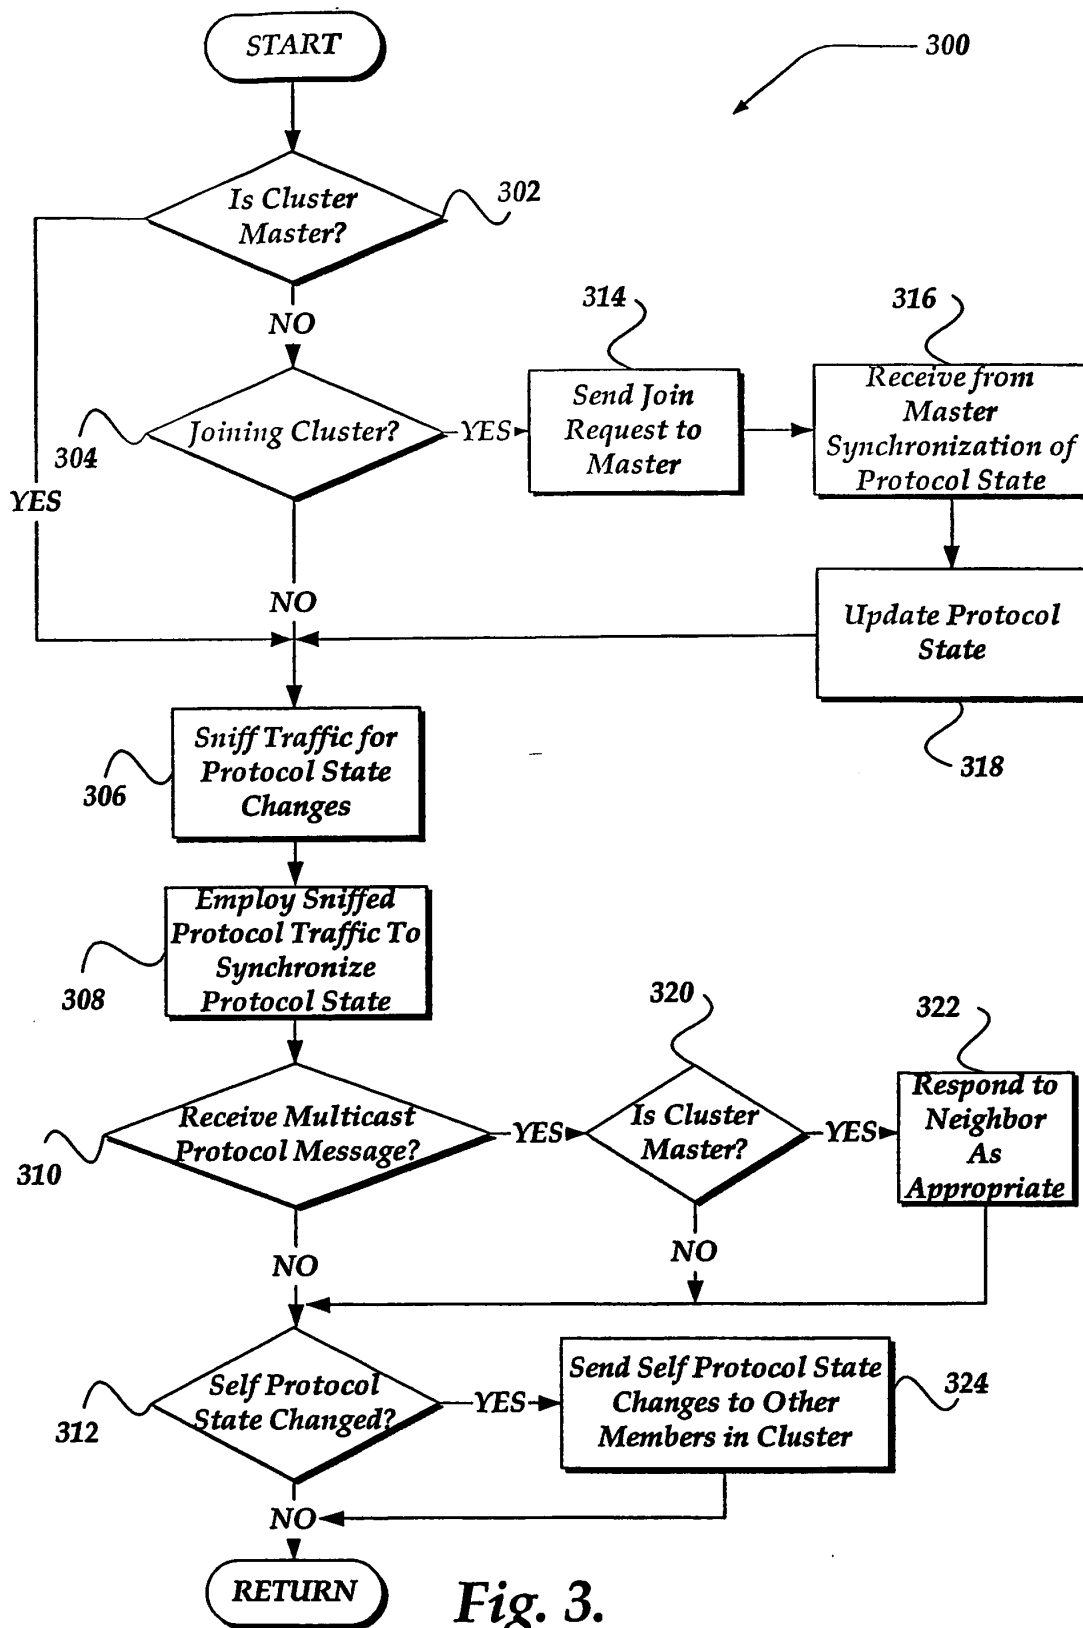 START
300
Is Cluster
Master?
302
NO
YES
Joining Cluster?
304
YES
314
Send Join
Request to
Master
316
Receive from
Master
Synchronization of
Protocol State
NO
Update Protocol
State
318
Sniff Traffic for
Protocol State
Changes
306
Employ Sniffed
Protocol Traffic To
Synchronize
Protocol State
308
Receive Multicast
Protocol Message?
310
YES
320
Is Cluster
Master?
YES
322
Respond to
Neighbor
As
Appropriate
NO
NO
Self Protocol
State Changed?
312
YES
Send Self Protocol State
Changes to Other
Members in Cluster
324
NO
RETURN
Fig. 3.